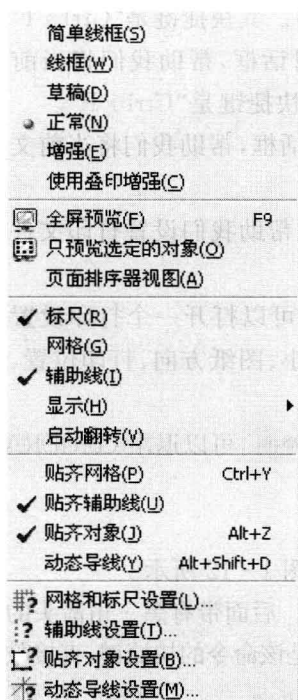 简单线框(S)
线框(W)
草稿(D)
正常(N)
增强(E)
使用叠印增强(C)
全屏预览(F) F9
只预览选定的对象(O)
页面排序器视图(A)
标尺(R)
网格(G)
辅助线(I)
显示(H)
启动翻转(V)
贴齐网格(P) Ctrl+Y
贴齐辅助线(U)
贴齐对象(J) Alt+Z
动态导线(Y) Alt+Shift+D
网格和标尺设置(L)...
辅助线设置(T)...
贴齐对象设置(B)...
动态导线设置(M)...